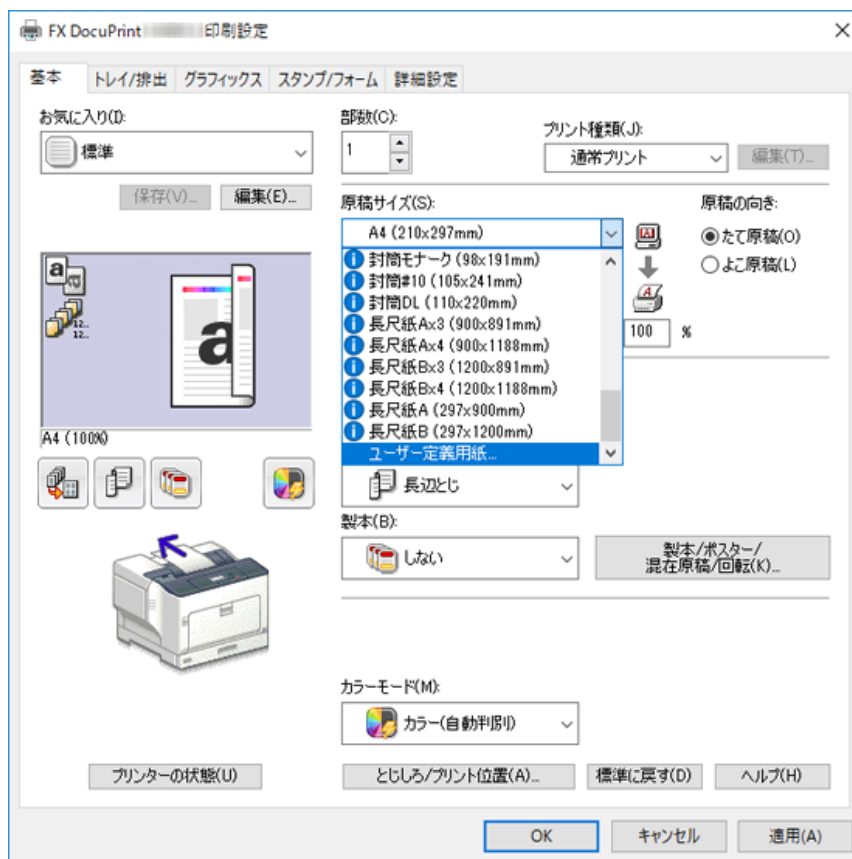 FX DocuPrint 印刷設定
基本 トレイ/排出 グラフィックス スタンプ/フォーム 詳細設定
お気に入り(I):
標準
保存(V)... 編集(E)...
a
a
12..
12..
a
A4 (100%)
プリンターの状態(U)
部数(C):
1
プリント種類(J):
通常プリント
編集(T)...
原稿サイズ(S):
A4 (210x297mm)
封筒モナーク (98x191mm)
封筒#10 (105x241mm)
封筒DL (110x220mm)
長尺紙Ax3 (900x891mm)
長尺紙Ax4 (900x1188mm)
長尺紙Bx3 (1200x891mm)
長尺紙Bx4 (1200x1188mm)
長尺紙A (297x900mm)
長尺紙B (297x1200mm)
ユーザー定義用紙...
A
A
100 %
原稿の向き:
たて原稿(O)
よこ原稿(L)
長辺とじ
製本(B):
しない
製本/ポスター/
混在原稿/回転(K)...
カラーモード(M):
カラー(自動判別)
とじしろ/プリント位置(A)... 標準に戻す(D) ヘルプ(H)
OK キャンセル 適用(A)